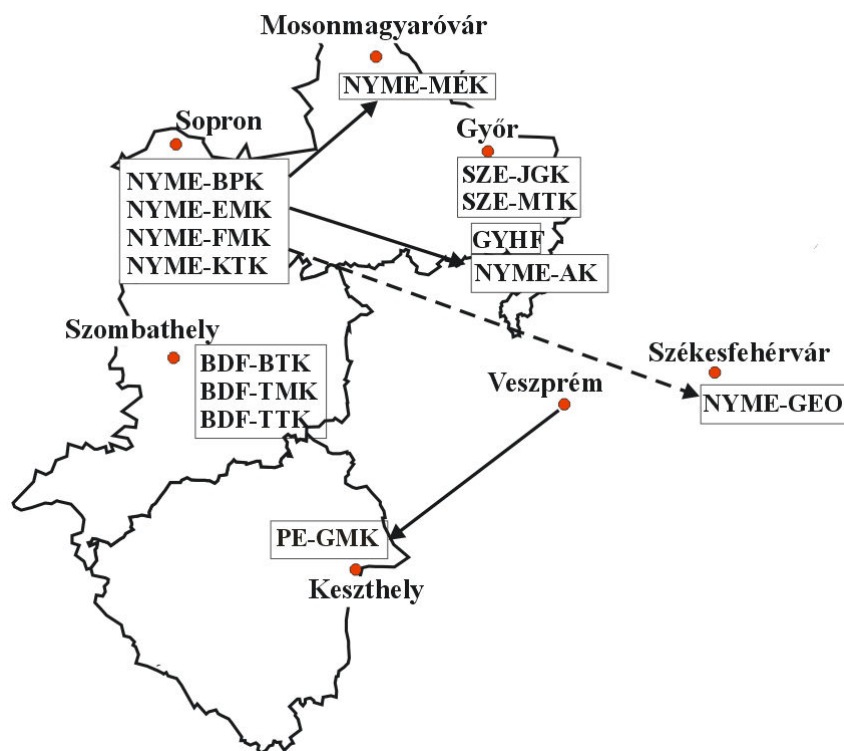 Mosonmagyaróvár
NYME-MÉK
Sopron
NYME-BPK
NYME-EMK
NYME-FMK
NYME-KTK
Győr
SZE-JGK
SZE-MTK
GYHF
NYME-AK
Szombathely
BDF-BTK
BDF-TMK
BDF-TTK
Veszprém
Székesfehérvár
NYME-GEO
PE-GMK
Keszthely